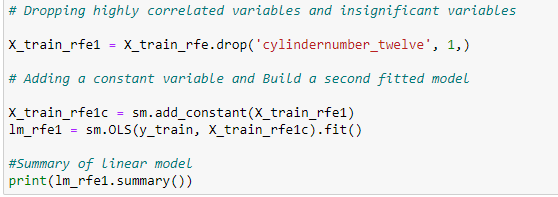 # Dropping highly correlated variables and insignificant variables
X_train_rfe1 = X_train_rfe.drop('cylindernumber_twelve', 1,)
# Adding a constant variable and Build a second fitted model
X_train_rfe1c = sm.add_constant(X_train_rfe1)
lm_rfe1 = sm.OLS(y_train, X_train_rfe1c).fit()
#Summary of linear model
print(lm_rfe1.summary())